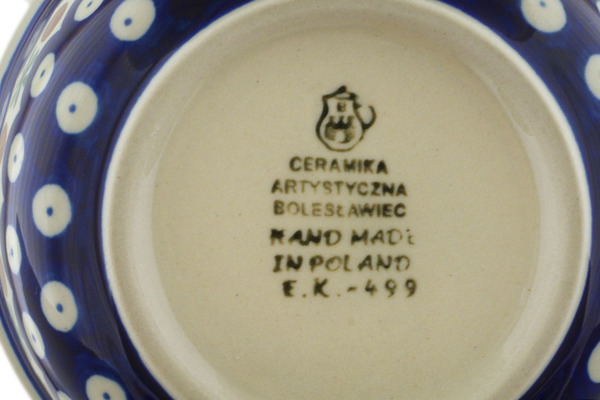 B
CERAMIKA
ARTYSTYCZNA
BOLESŁAWIEC
HAND MADE
IN POLAND
E.K.-499